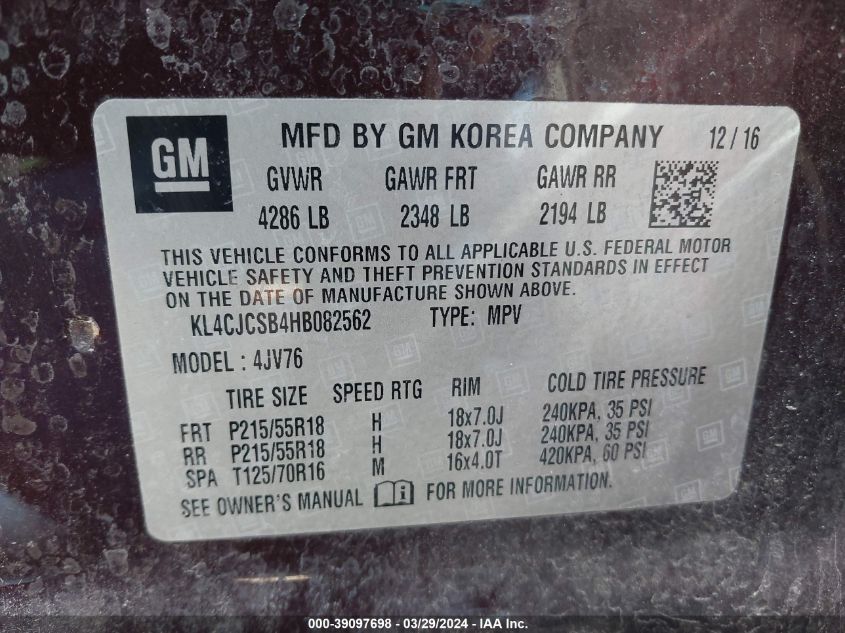 GM MFD BY GM KOREA COMPANY 12/16
GVWR GAWR FRT GAWR RR
4286 LB 2348 LB 2194 LB
THIS VEHICLE CONFORMS TO ALL APPLICABLE U.S. FEDERAL MOTOR
VEHICLE SAFETY AND THEFT PREVENTION STANDARDS IN EFFECT
ON THE DATE OF MANUFACTURE SHOWN ABOVE.
KL4CJCSB4HB082562 TYPE: MPV
MODEL: 4JV76
TIRE SIZE SPEED RTG RIM COLD TIRE PRESSURE
FRT P215/55R18 H 18x7.0J 240KPA, 35 PSI
RR P215/55R18 H 18x7.0J 240KPA, 35 PSI
SPA T125/70R16 M 16x4.0T 420KPA, 60 PSI
SEE OWNER'S MANUAL FOR MORE INFORMATION.
000-39097698 - 03/29/2024 - IAA Inc.